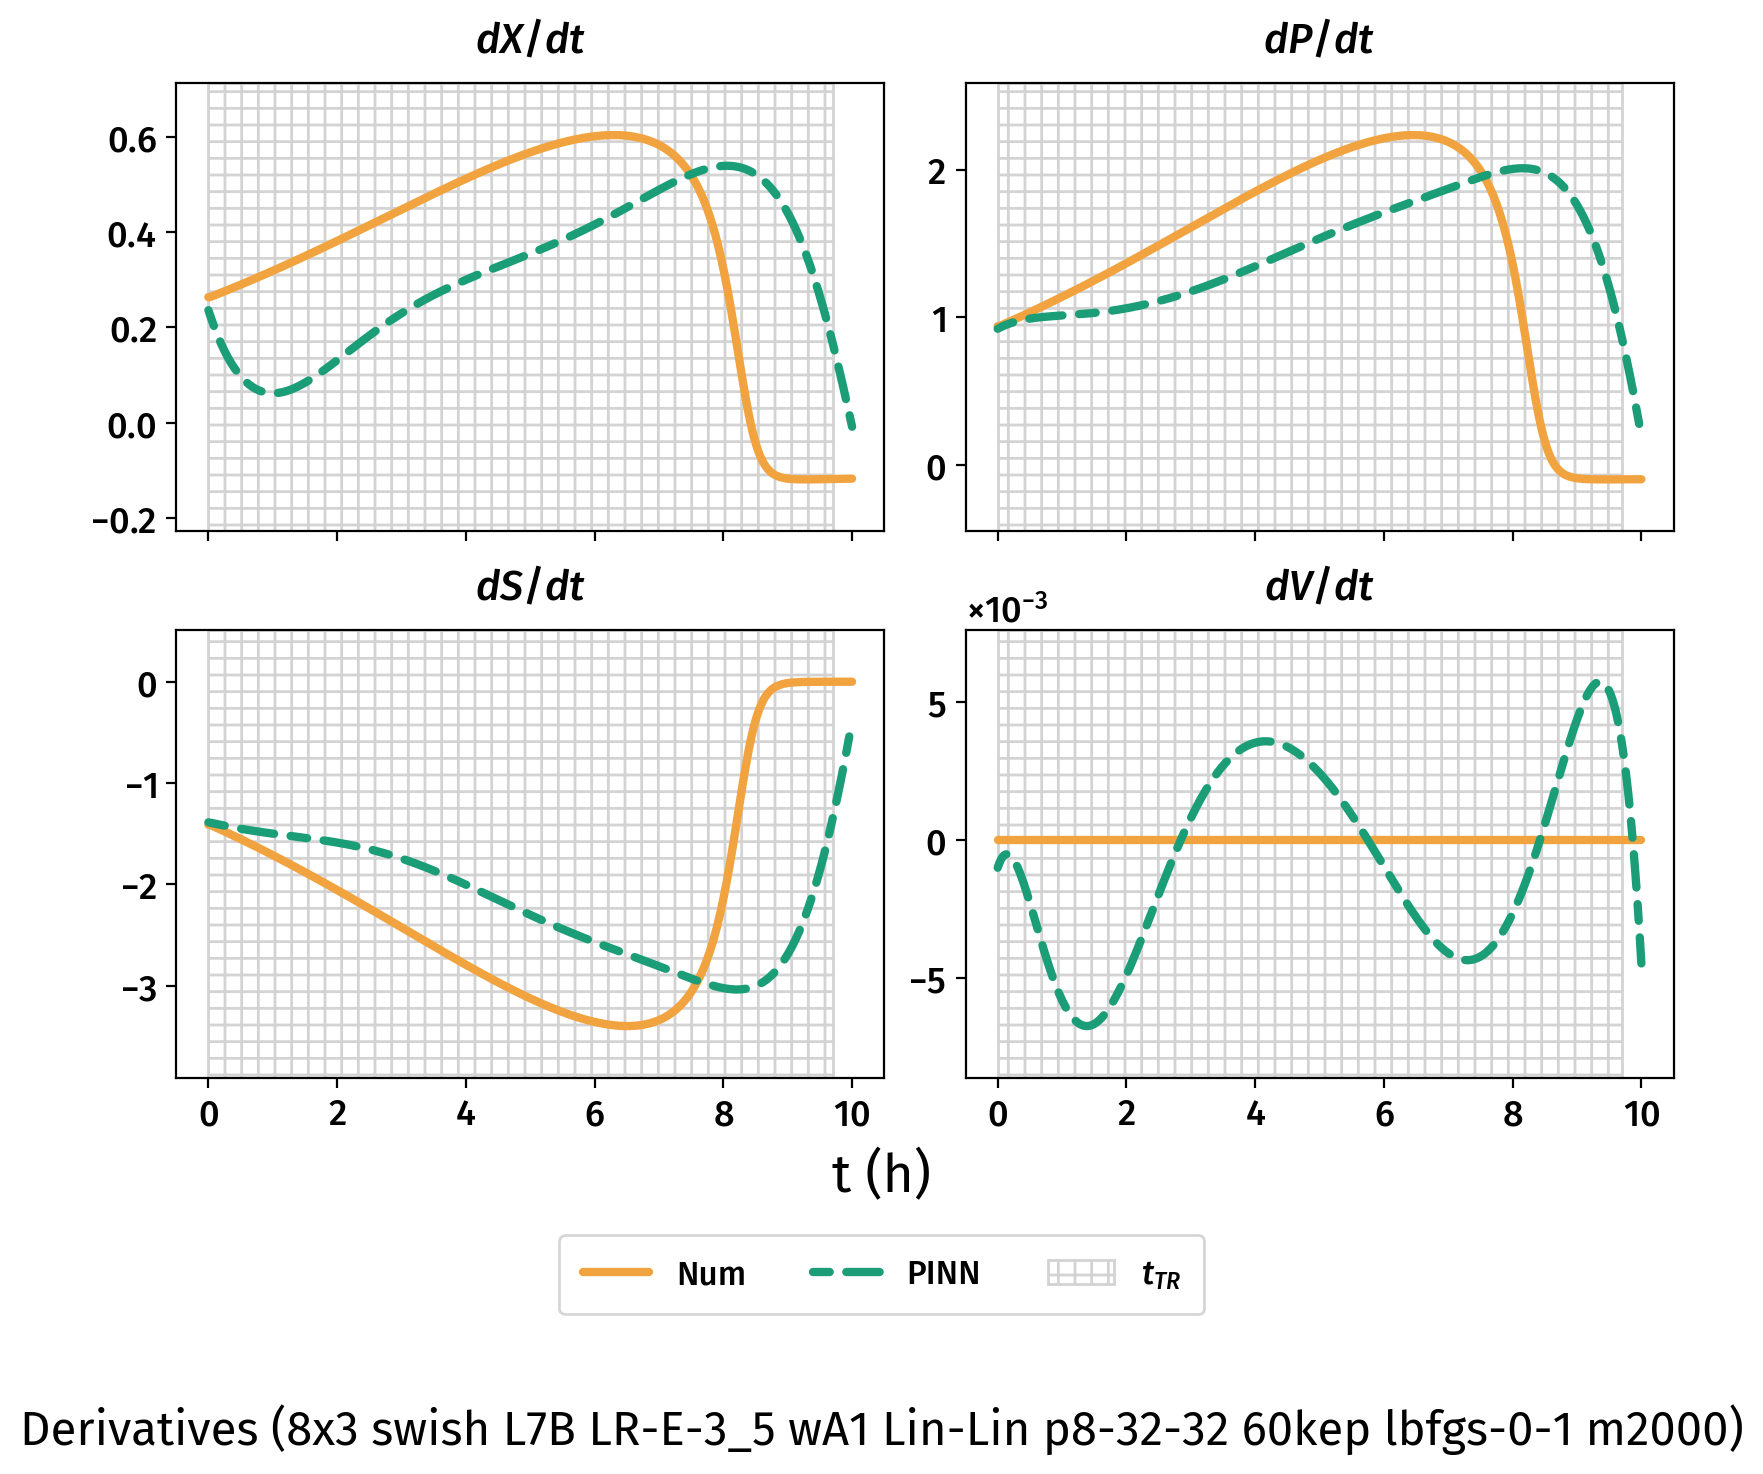 dX/dt
dP/dt
0.6
0.4
0.2
0.0
−0.2
2
1
0
dS/dt
dV/dt
×10⁻³
0
−1
−2
−3
5
0
−5
0 2 4 6 8 10
0 2 4 6 8 10
t (h)
Num PINN t_TR
Derivatives (8x3 swish L7B LR-E-3_5 wA1 Lin-Lin p8-32-32 60kep lbfgs-0-1 m2000)